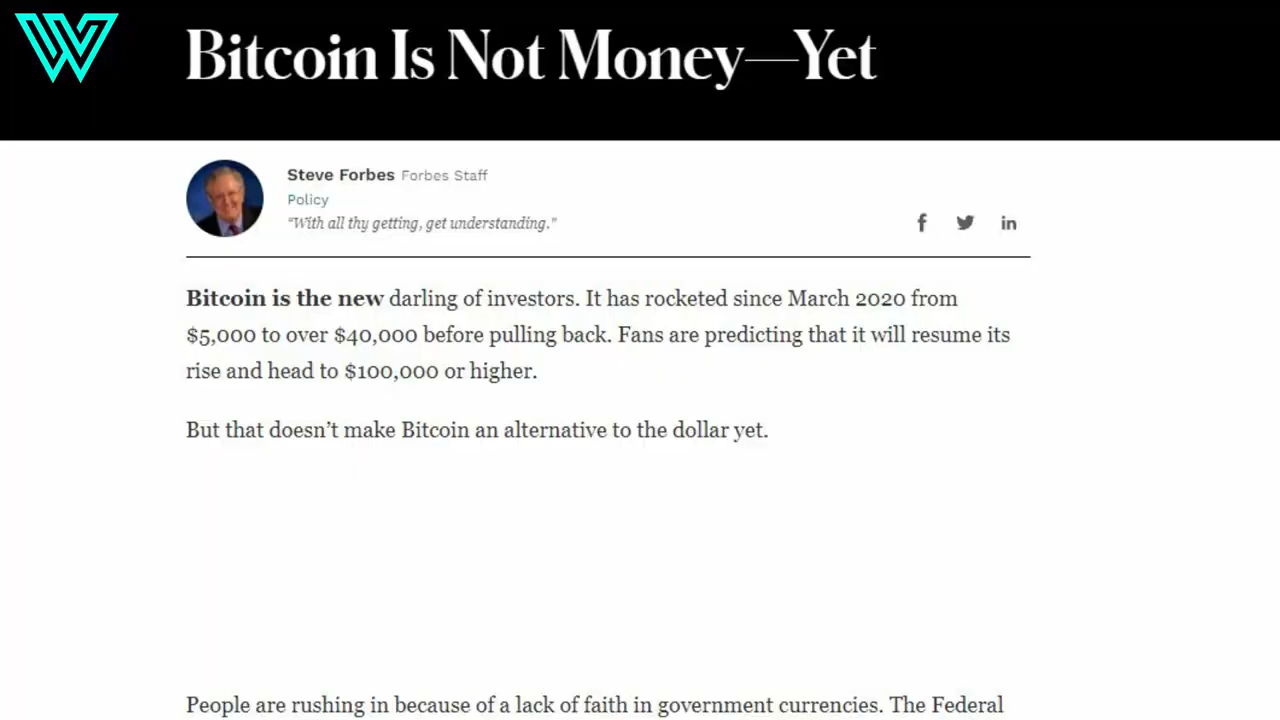 W
Bitcoin Is Not Money—Yet
Steve Forbes Forbes Staff
Policy
"With all thy getting, get understanding."
f in
Bitcoin is the new darling of investors. It has rocketed since March 2020 from
$5,000 to over $40,000 before pulling back. Fans are predicting that it will resume its
rise and head to $100,000 or higher.
But that doesn’t make Bitcoin an alternative to the dollar yet.
People are rushing in because of a lack of faith in government currencies. The Federal